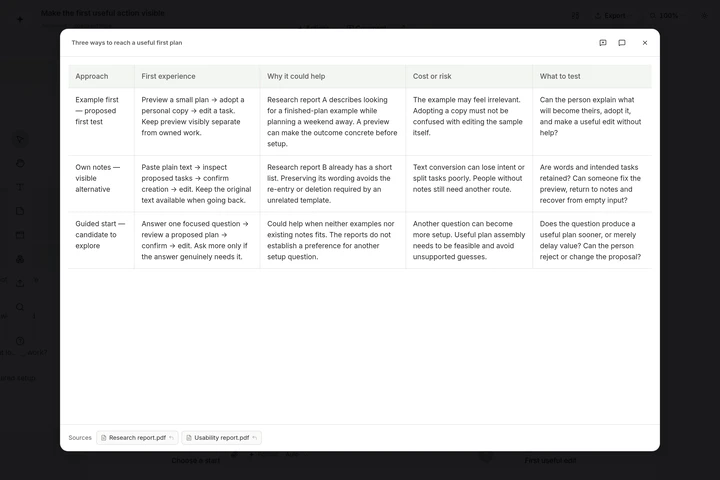 Make the first useful action visible
Export
100%
Three ways to reach a useful first plan
Approach
First experience
Why it could help
Cost or risk
What to test
Example first
— proposed
first test
Preview a small plan → adopt a
personal copy → edit a task.
Keep preview visibly separate
from owned work.
Research report A describes looking
for a finished-plan example while
planning a weekend away. A preview
can make the outcome concrete before
setup.
The example may feel irrelevant.
Adopting a copy must not be
confused with editing the sample
itself.
Can the person explain what
will become theirs, adopt it,
and make a useful edit without
help?
Own notes —
visible
alternative
Paste plain text → inspect
proposed tasks → confirm
creation → edit. Keep the original
text available when going back.
Research report B already has a short
list. Preserving its wording avoids the
re-entry or deletion required by an
unrelated template.
Text conversion can lose intent or
split tasks poorly. People without
notes still need another route.
Are words and intended tasks
retained? Can someone fix the
preview, return to notes and
recover from empty input?
Guided start —
candidate to
explore
Answer one focused question →
review a proposed plan →
confirm → edit. Ask more only if
the answer genuinely needs it.
Could help when neither examples nor
existing notes fits. The reports do not
establish a preference for another
setup question.
Another question can become
more setup. Useful plan assembly
needs to be feasible and avoid
unsupported guesses.
Does the question produce a
useful plan sooner, or merely
delay value? Can the person
reject or change the proposal?
Sources
Research report.pdf
Usability report.pdf
Choose a start
First useful edit